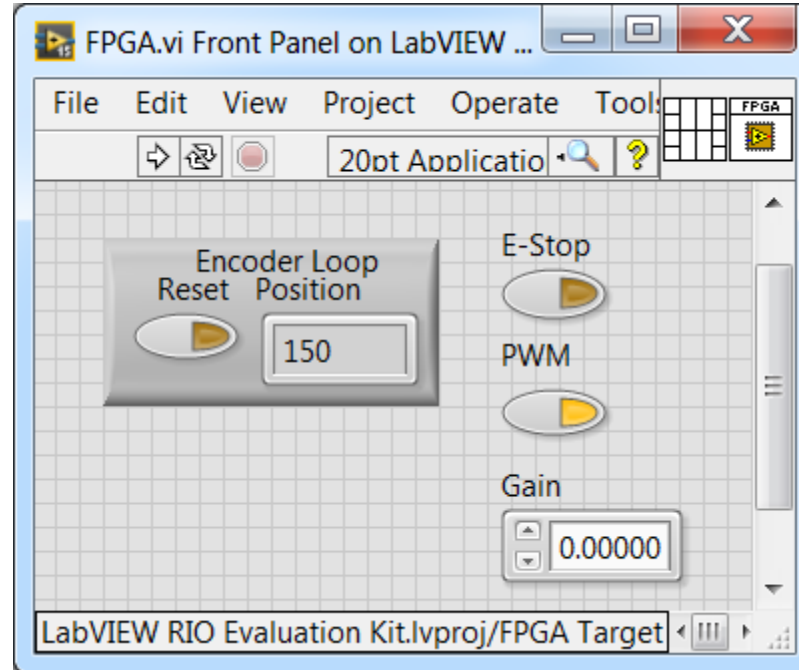 FPGA.vi Front Panel on LabVIEW ...
File Edit View Project Operate Tools
FPGA
15
20pt Applicatio
?
Encoder Loop
Reset Position
150
E-Stop
PWM
Gain
0.00000
LabVIEW RIO Evaluation Kit.lvproj/FPGA Target